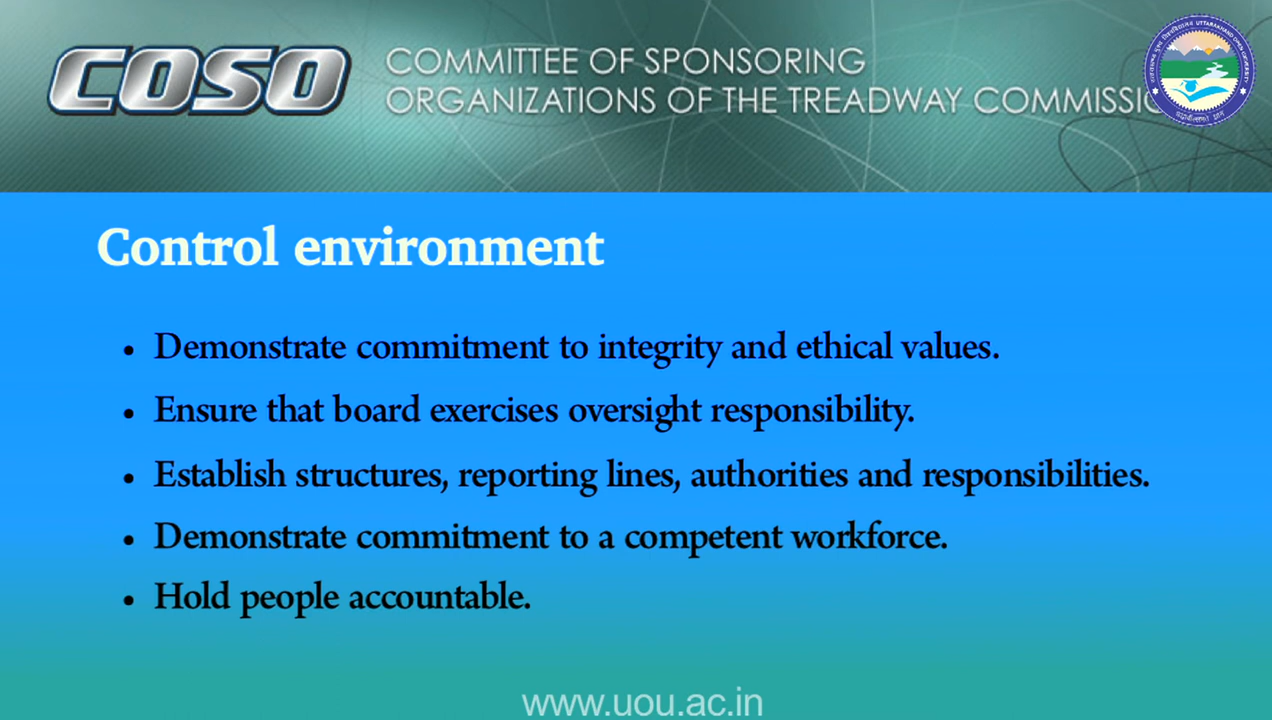 COSO
COMMITTEE OF SPONSORING
ORGANIZATIONS OF THE TREADWAY
Control environment
• Demonstrate commitment to integrity and ethical values.
• Ensure that board exercises oversight responsibility.
• Establish structures, reporting lines, authorities and responsibilities.
• Demonstrate commitment to a competent workforce.
• Hold people accountable.
www.uou.ac.in